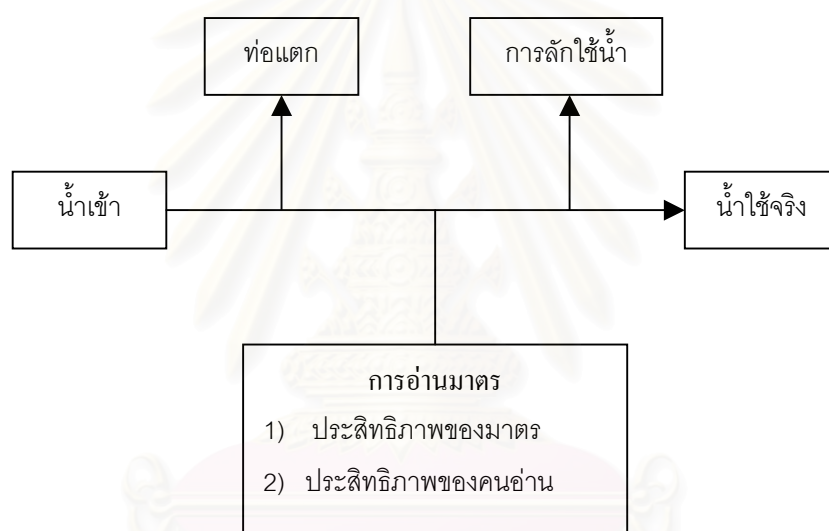 ท่อแตก
การลักใช้น้ำ
น้ำเข้า
น้ำใช้จริง
การอ่านมาตร
1) ประสิทธิภาพของมาตร
2) ประสิทธิภาพของคนอ่าน